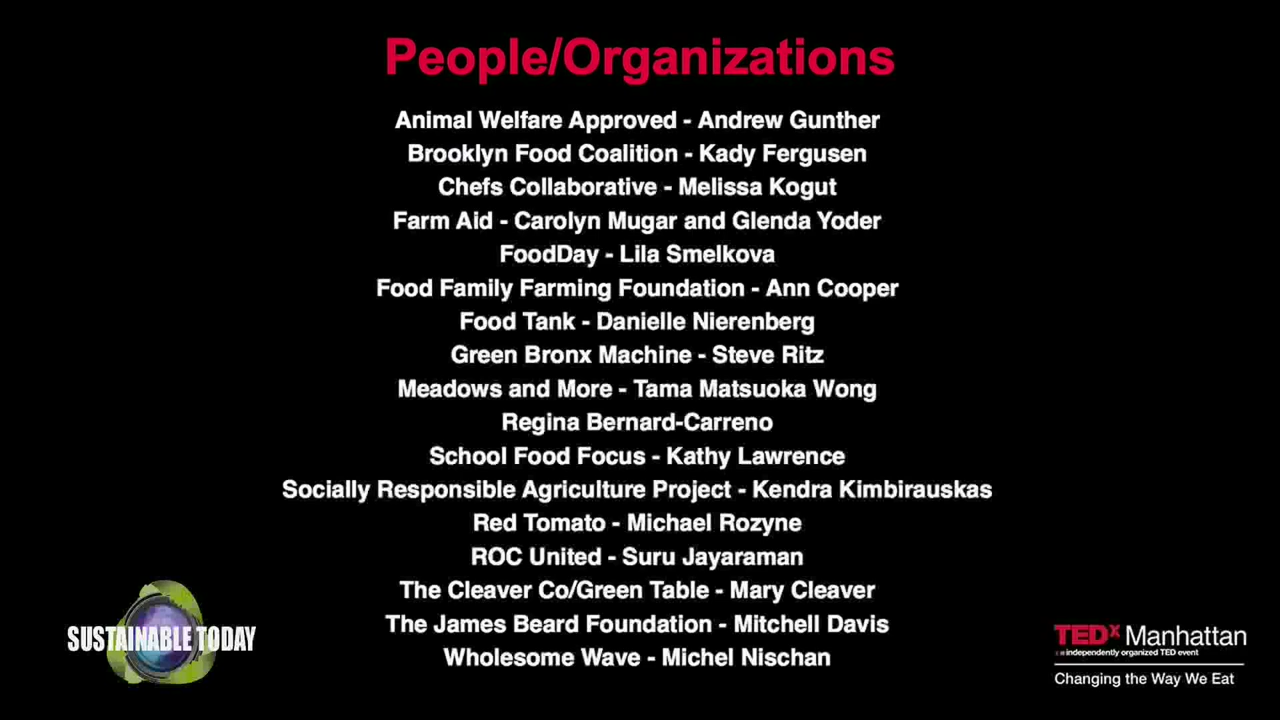 People/Organizations
Animal Welfare Approved - Andrew Gunther
Brooklyn Food Coalition - Kady Fergusen
Chefs Collaborative - Melissa Kogut
Farm Aid - Carolyn Mugar and Glenda Yoder
FoodDay - Lila Smelkova
Food Family Farming Foundation - Ann Cooper
Food Tank - Danielle Nierenberg
Green Bronx Machine - Steve Ritz
Meadows and More - Tama Matsuoka Wong
Regina Bernard-Carreno
School Food Focus - Kathy Lawrence
Socially Responsible Agriculture Project - Kendra Kimbirauskas
Red Tomato - Michael Rozyne
ROC United - Suru Jayaraman
The Cleaver Co/Green Table - Mary Cleaver
The James Beard Foundation - Mitchell Davis
Wholesome Wave - Michel Nischan
SUSTAINABLE TODAY
TEDx Manhattan
x = independently organized TED event
Changing the Way We Eat